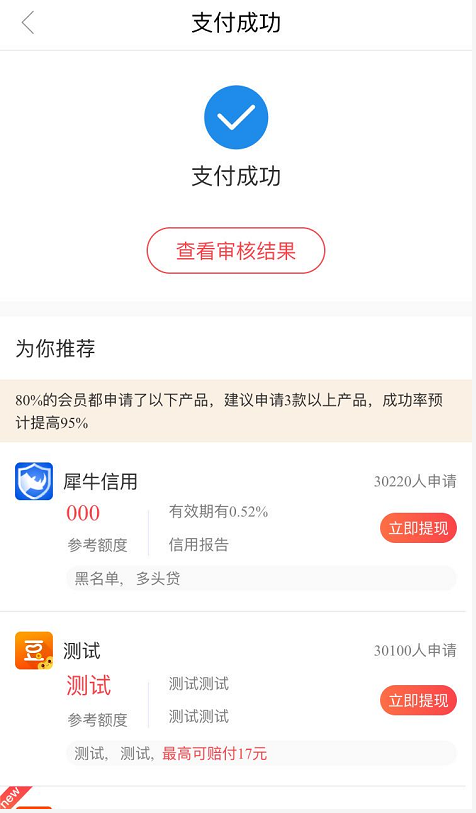 支付成功
支付成功
查看审核结果
为你推荐
80%的会员都申请了以下产品，建议申请3款以上产品，成功率预
计提高95%
犀牛信用
30220人申请
000
有效期有0.52%
立即提现
参考额度
信用报告
黑名单, 多头贷
豆
测试
30100人申请
测试
测试测试
立即提现
参考额度
测试测试
测试, 测试, 最高可赔付17元
new